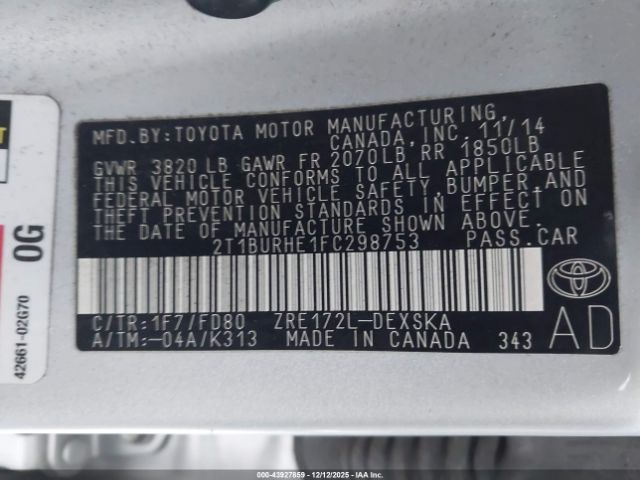 MFD.BY:TOYOTA MOTOR MANUFACTURING,
CANADA,INC. 11/14
GVWR 3820 LB GAWR FR 2070LB RR 1850LB
THIS VEHICLE CONFORMS TO ALL APPLICABLE
FEDERAL MOTOR VEHICLE SAFETY,BUMPER,AND
THEFT PREVENTION STANDARDS IN EFFECT ON
THE DATE OF MANUFACTURE SHOWN ABOVE.
2T1BURHE1FC298753 PASS.CAR
C/TR:1F7/FD80 ZRE172L-DEXSKA
A/TM:-04A/K313 MADE IN CANADA 343
AD
0G
42661-02G70
000-43927859 | 12/12/2025 - COPART